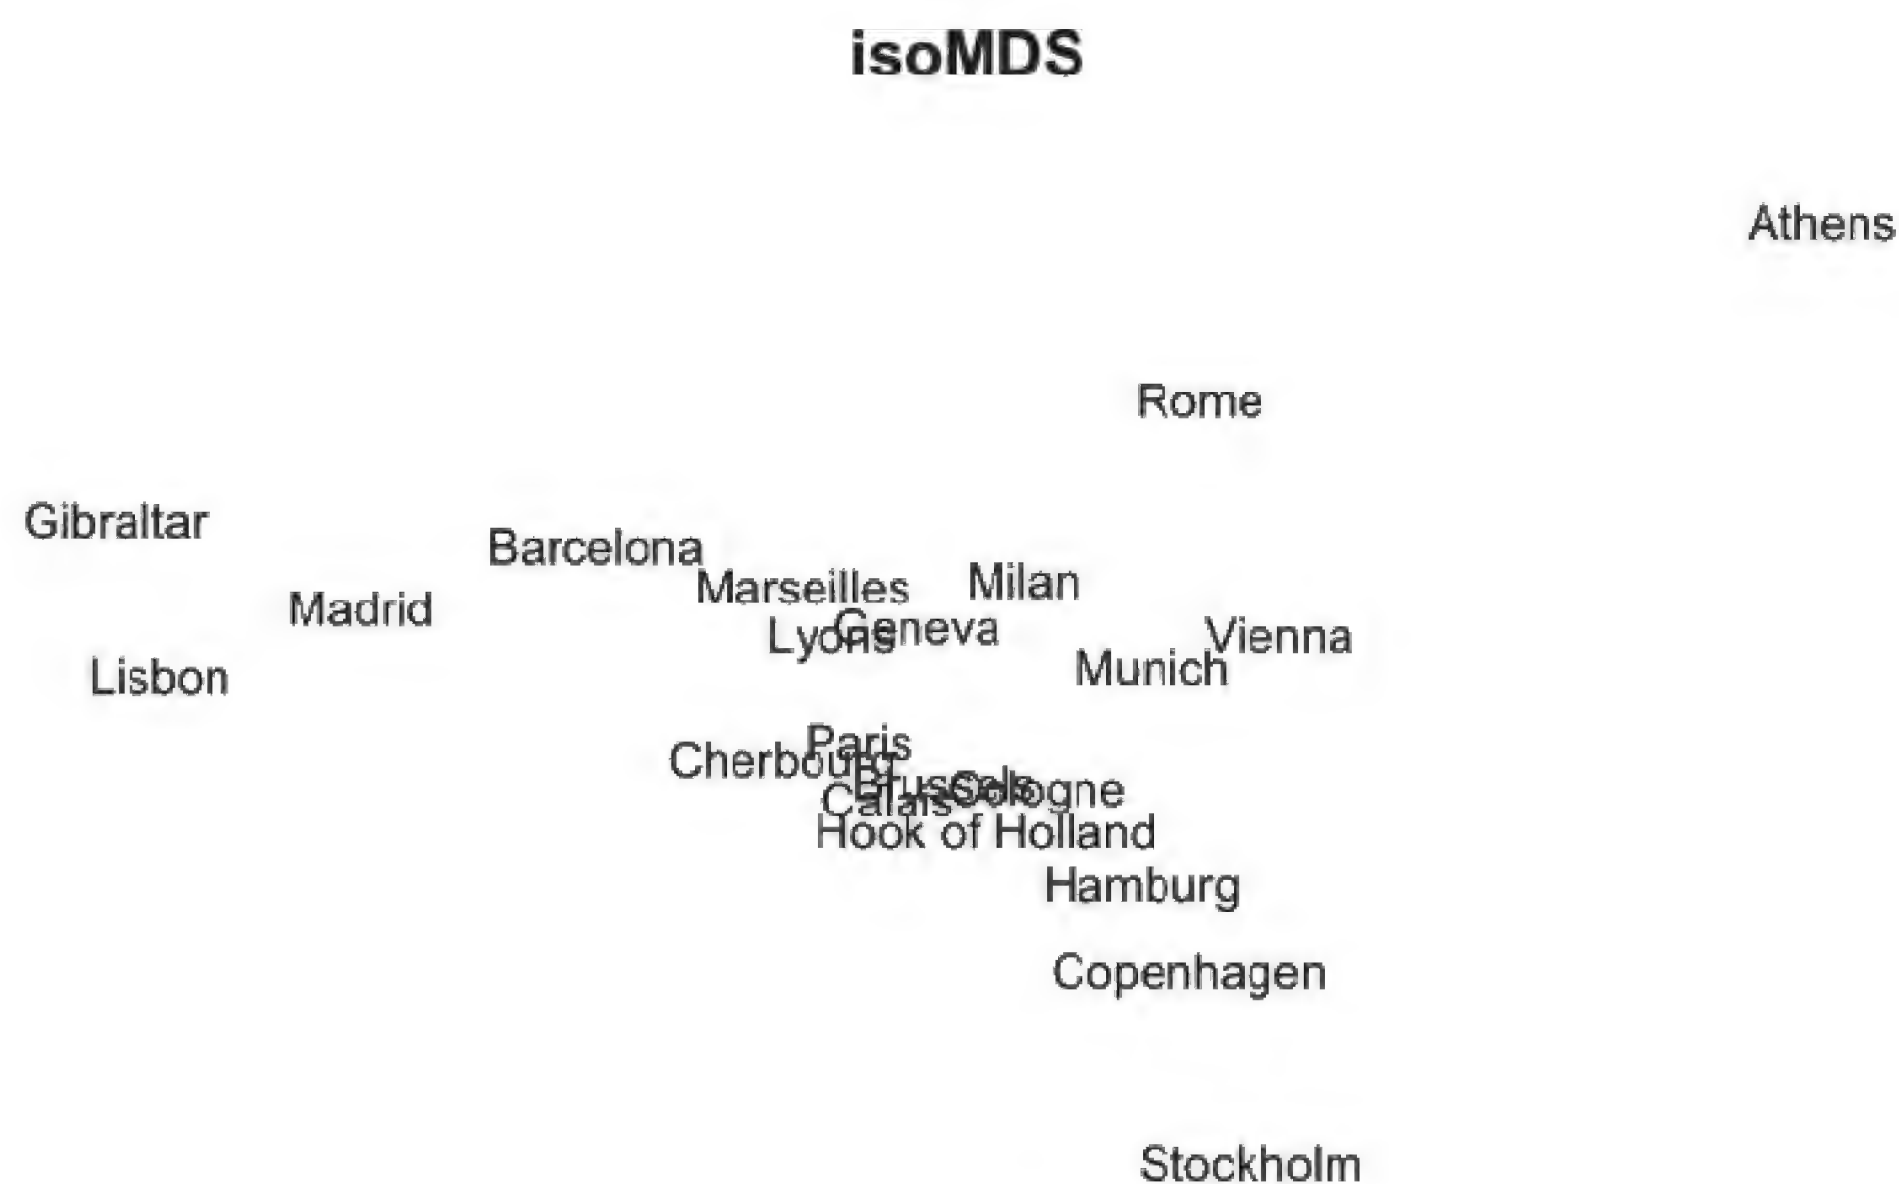 isoMDS
Athens
Rome
Gibraltar
Barcelona
Marseilles
Milan
Madrid
Geneva
Lyons
Vienna
Munich
Lisbon
Paris
Cherbourg
Brussels
Cologne
Calais
Hook of Holland
Hamburg
Copenhagen
Stockholm